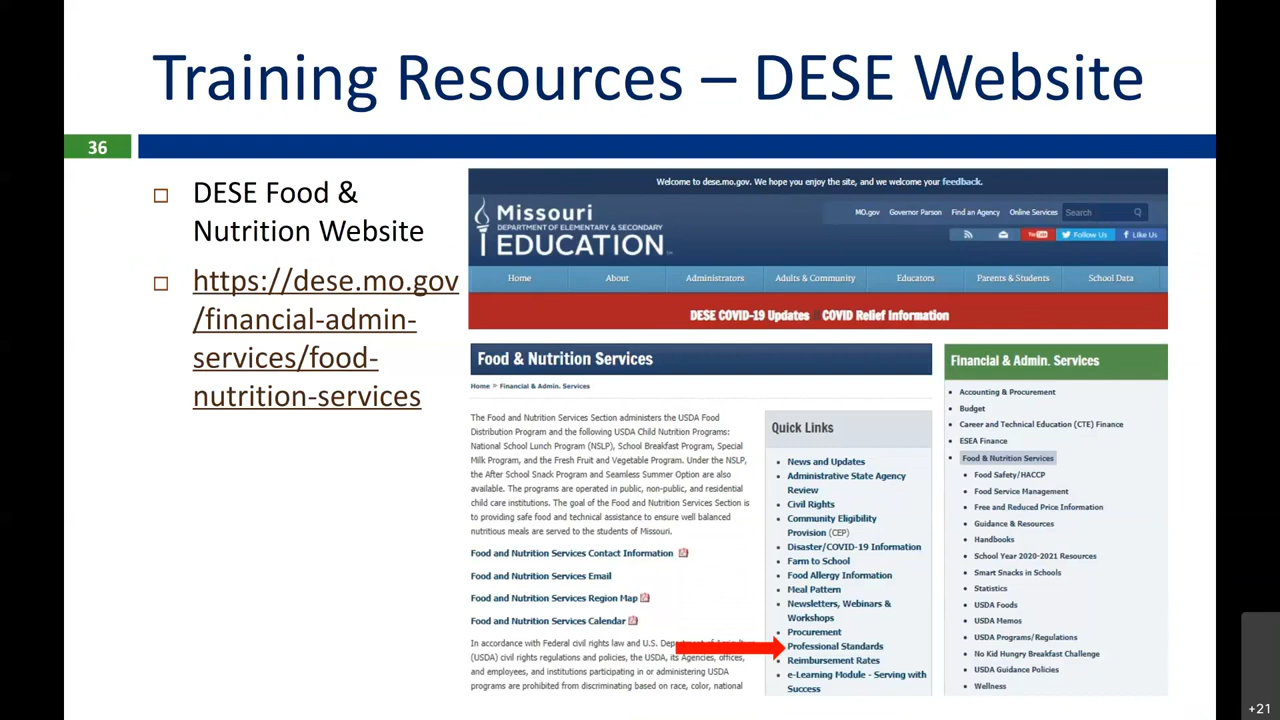 Training Resources – DESE Website
36
DESE Food &
Nutrition Website
https://dese.mo.gov
/financial-admin-
services/food-
nutrition-services
Welcome to dese.mo.gov. We hope you enjoy the site, and we welcome your feedback.
Missouri
DEPARTMENT OF ELEMENTARY & SECONDARY
EDUCATION
MO.gov Governor Parson Find an Agency Online Services Search
You Tube Follow Us Like Us
Home About Administrators Adults & Community Educators Parents & Students School Data
DESE COVID-19 Updates COVID Relief Information
Food & Nutrition Services
Home » Financial & Admin. Services
The Food and Nutrition Services Section administers the USDA Food
Distribution Program and the following USDA Child Nutrition Programs:
National School Lunch Program (NSLP), School Breakfast Program, Special
Milk Program, and the Fresh Fruit and Vegetable Program. Under the NSLP,
the After School Snack Program and Seamless Summer Option are also
available. The programs are operated in public, non-public, and residential
child care institutions. The goal of the Food and Nutrition Services Section is
to providing safe food and technical assistance to ensure well balanced
nutritious meals are served to the students of Missouri.
Food and Nutrition Services Contact Information
Food and Nutrition Services Email
Food and Nutrition Services Region Map
Food and Nutrition Services Calendar
In accordance with Federal civil rights law and U.S. Department of
(USDA) civil rights regulations and policies, the USDA, its Agencies, offices,
and employees, and institutions participating in or administering USDA
programs are prohibited from discriminating based on race, color, national
Quick Links
News and Updates
Administrative State Agency
Review
Civil Rights
Community Eligibility
Provision (CEP)
Disaster/COVID-19 Information
Farm to School
Food Allergy Information
Meal Pattern
Newsletters, Webinars &
Workshops
Procurement
Professional Standards
Reimbursement Rates
e-Learning Module - Serving with
Success
Financial & Admin. Services
Accounting & Procurement
Budget
Career and Technical Education (CTE) Finance
ESEA Finance
Food & Nutrition Services
Food Safety/HACCP
Food Service Management
Free and Reduced Price Information
Guidance & Resources
Handbooks
School Year 2020-2021 Resources
Smart Snacks in Schools
Statistics
USDA Foods
USDA Memos
USDA Programs/Regulations
No Kid Hungry Breakfast Challenge
USDA Guidance Policies
Wellness
+21